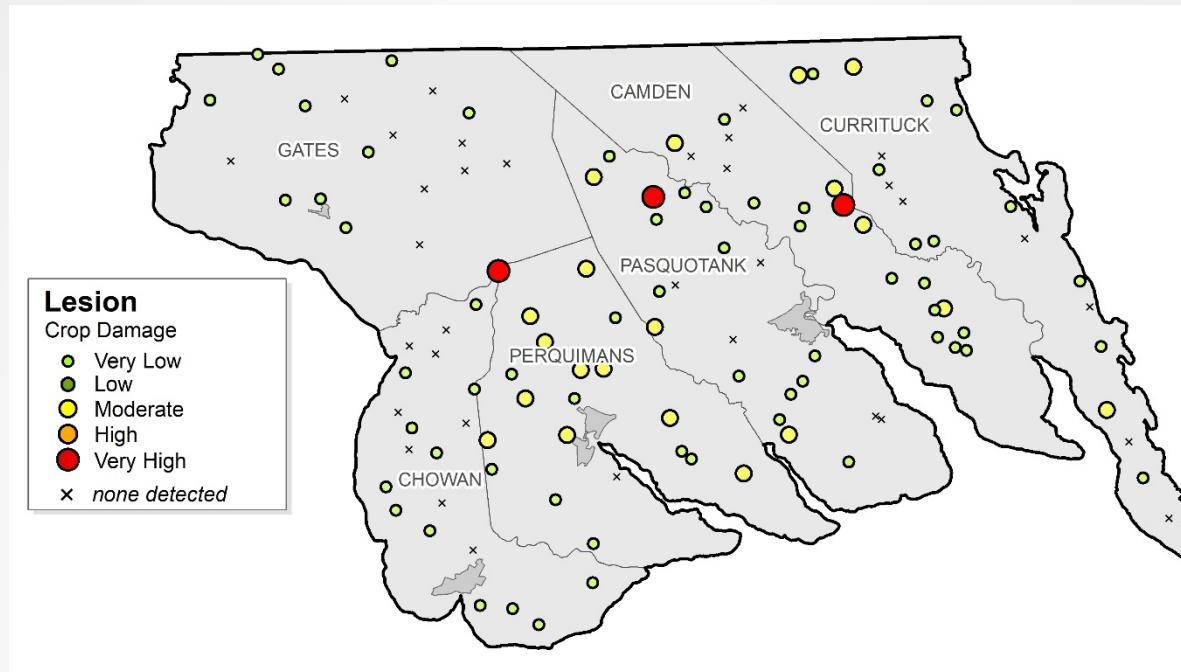 CAMDEN
CURRITUCK
GATES
PASQUOTANK
Lesion
Crop Damage
Very Low
Low
Moderate
High
Very High
none detected
PERQUIMANS
CHOWAN